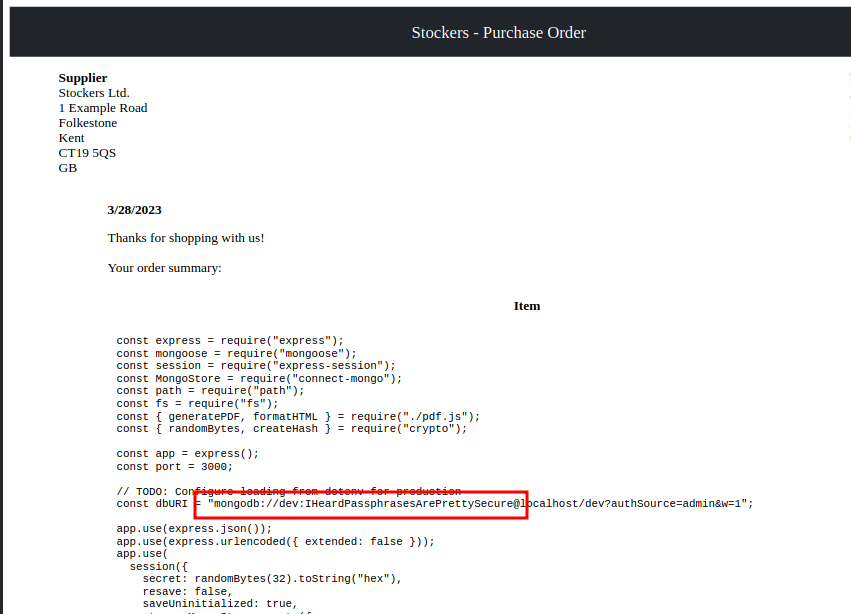 Stockers - Purchase Order
Supplier
Stockers Ltd.
1 Example Road
Folkestone
Kent
CT19 5QS
GB
3/28/2023
Thanks for shopping with us!
Your order summary:
Item
const express = require("express");
const mongoose = require("mongoose");
const session = require("express-session");
const MongoStore = require("connect-mongo");
const path = require("path");
const fs = require("fs");
const { generatePDF, formatHTML } = require("./pdf.js");
const { randomBytes, createHash } = require("crypto");
const app = express();
const port = 3000;
// TODO: Configure loading from dotenv for production
const dbURI = "mongodb://dev:IHeardPassphrasesArePrettySecure@localhost/dev?authSource=admin&w=1";
app.use(express.json());
app.use(express.urlencoded({ extended: false }));
app.use(
session({
secret: randomBytes(32).toString("hex"),
resave: false,
saveUninitialized: true,